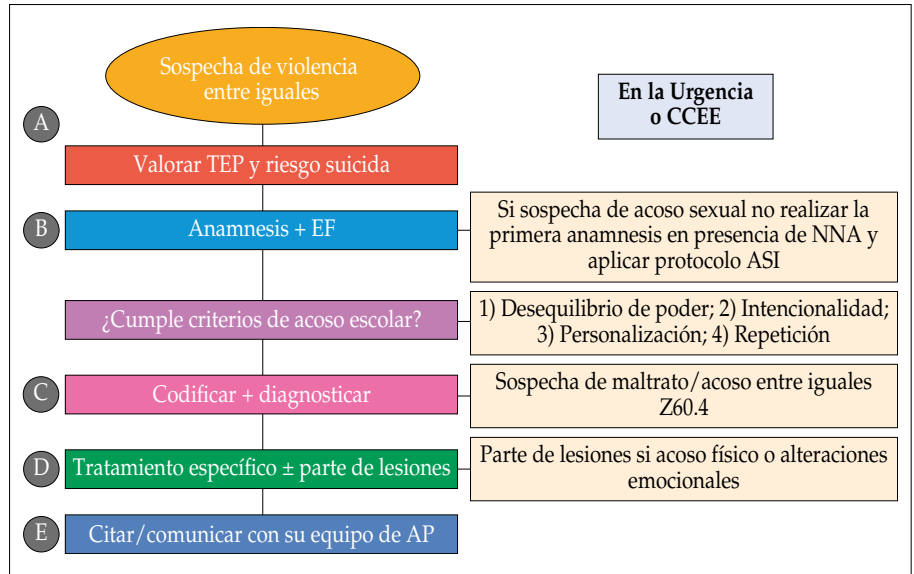 Sospecha de violencia
entre iguales
En la Urgencia
o CCEE
A
Valorar TEP y riesgo suicida
B
Anamnesis + EF
Si sospecha de acoso sexual no realizar la
primera anamnesis en presencia de NNA y
aplicar protocolo ASI
¿Cumple criterios de acoso escolar?
1) Desequilibrio de poder; 2) Intencionalidad;
3) Personalización; 4) Repetición
C
Codificar + diagnosticar
Sospecha de maltrato/acoso entre iguales
Z60.4
D
Tratamiento específico ± parte de lesiones
Parte de lesiones si acoso físico o alteraciones
emocionales
E
Citar/comunicar con su equipo de AP